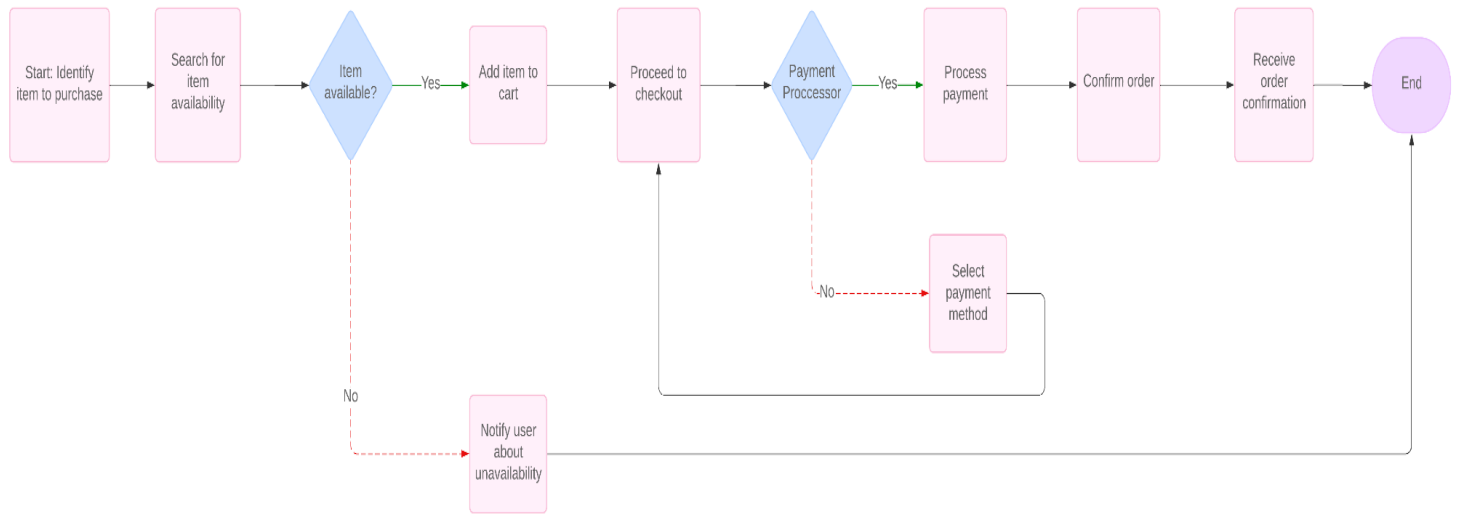 Start: Identify
item to purchase
Search for
item
availability
Item
available?
Yes
Add item to
cart
Proceed to
checkout
Payment
Proccessor
Yes
Process
payment
Confirm order
Receive
order
confirmation
End
No
Select
payment
method
No
Notify user
about
unavailability